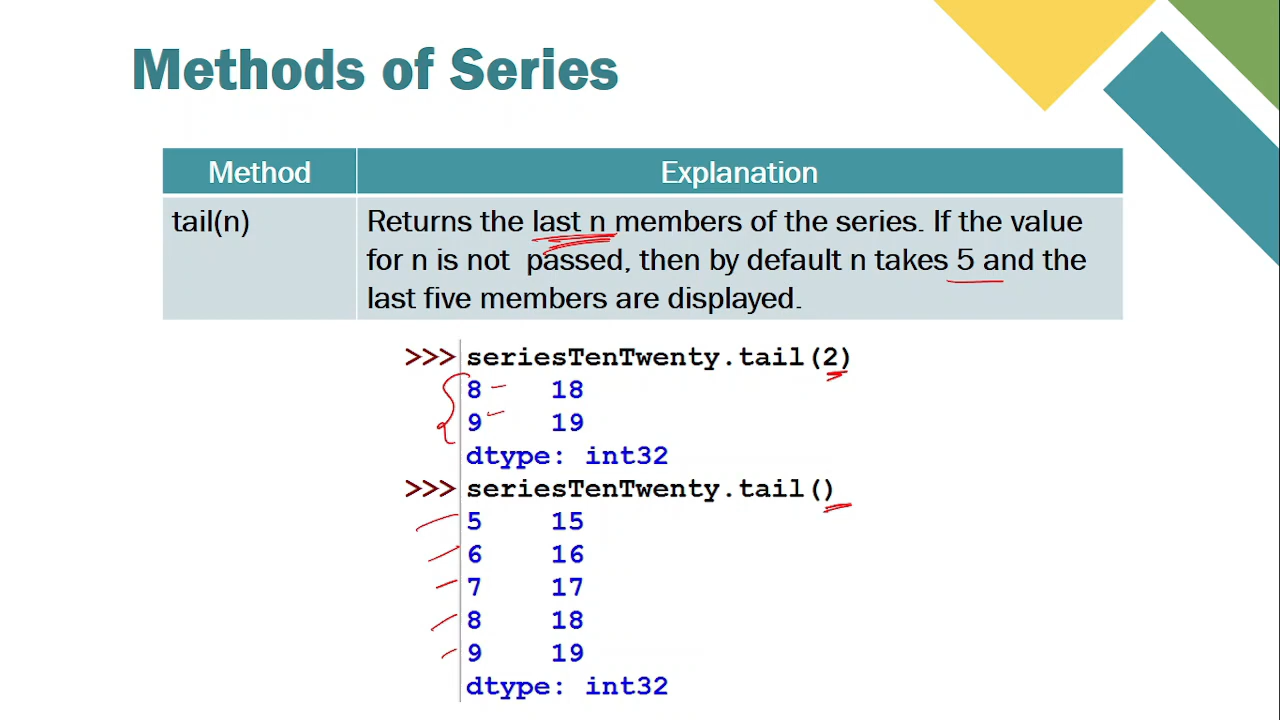 Methods of Series
Method Explanation
tail(n) Returns the last n members of the series. If the value
for n is not passed, then by default n takes 5 and the
last five members are displayed.
>>> seriesTenTwenty.tail(2)
8 18
9 19
dtype: int32
>>> seriesTenTwenty.tail()
5 15
6 16
7 17
8 18
9 19
dtype: int32